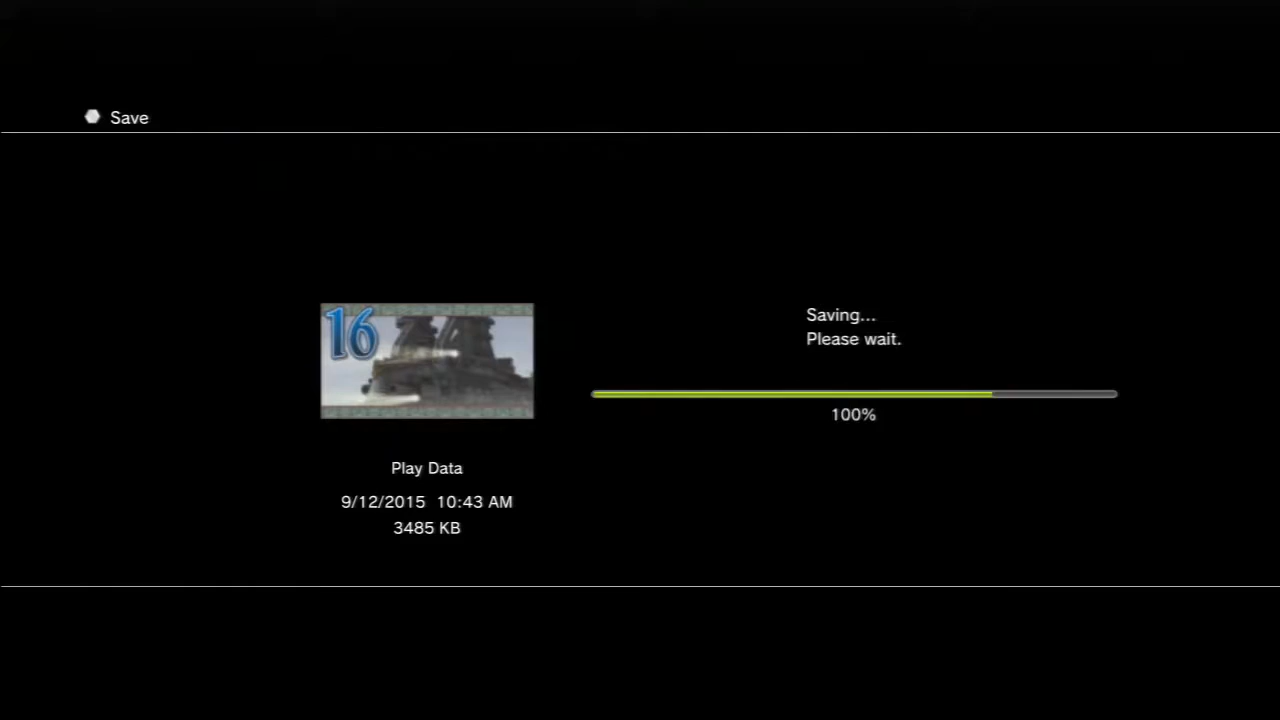 Save
16
Saving...
Please wait.
100%
Play Data
9/12/2015 10:43 AM
3485 KB